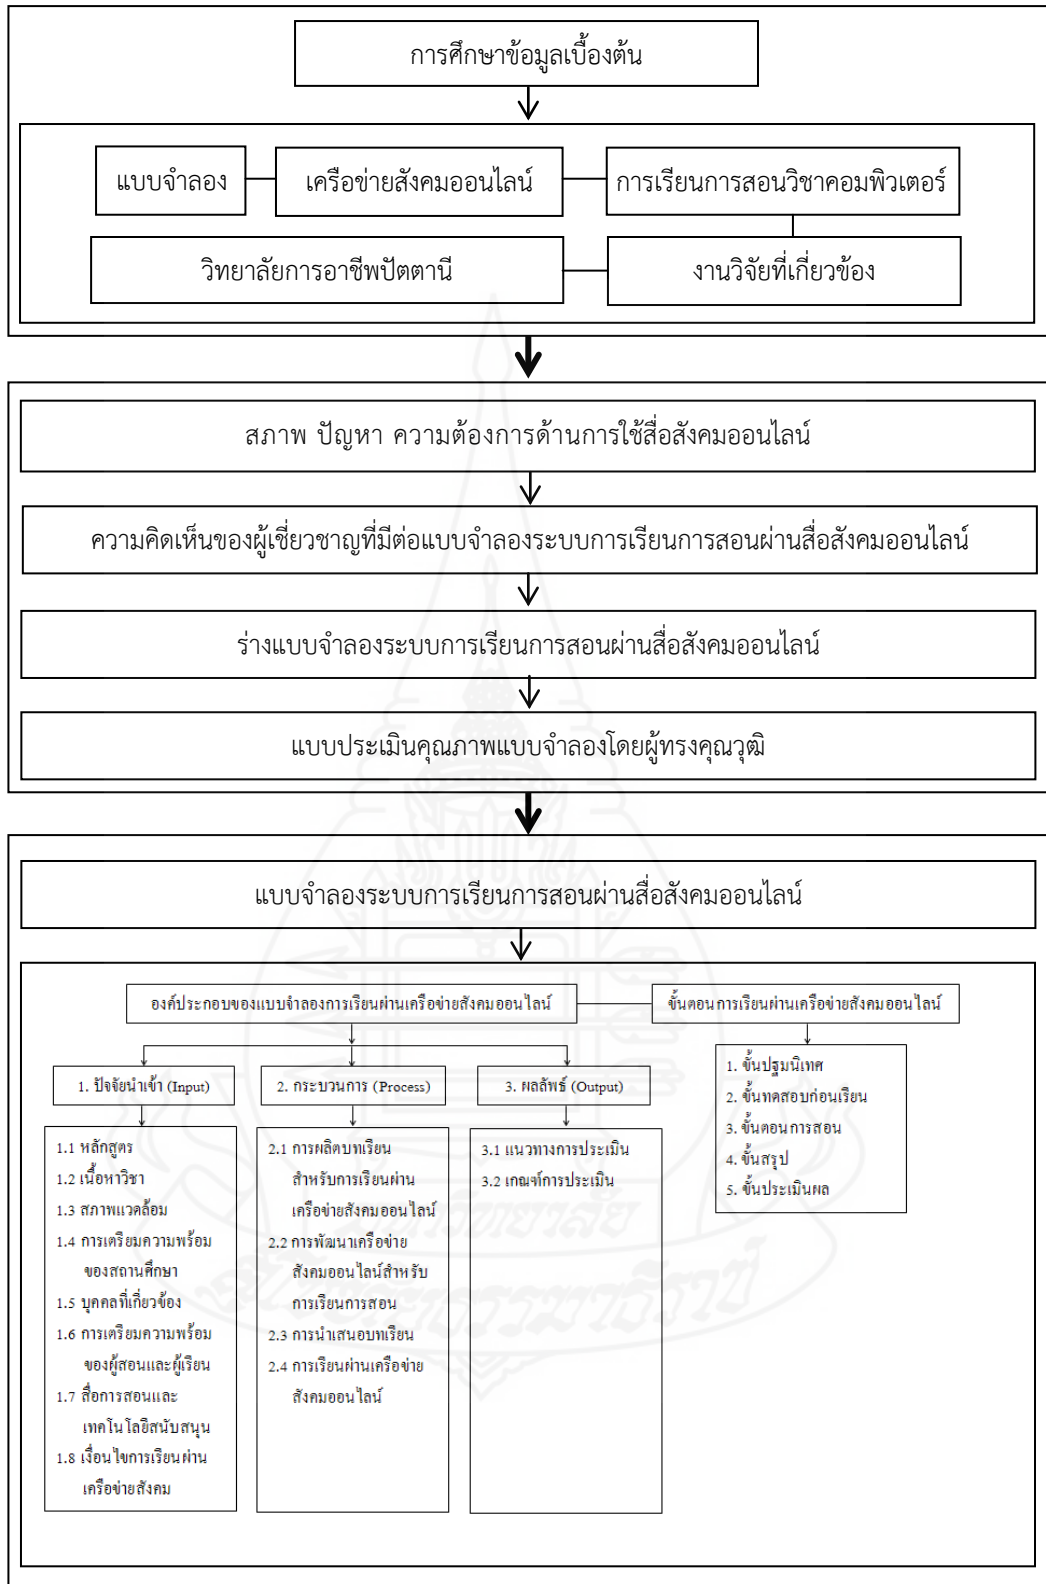 การศึกษาข้อมูลเบื้องต้น
แบบจำลอง
เครือข่ายสังคมออนไลน์
การเรียนการสอนวิชาคอมพิวเตอร์
วิทยาลัยการอาชีพปัตตานี
งานวิจัยที่เกี่ยวข้อง
สภาพ ปัญหา ความต้องการด้านการใช้สื่อสังคมออนไลน์
ความคิดเห็นของผู้เชี่ยวชาญที่มีต่อแบบจำลองระบบการเรียนการสอนผ่านสื่อสังคมออนไลน์
ร่างแบบจำลองระบบการเรียนการสอนผ่านสื่อสังคมออนไลน์
แบบประเมินคุณภาพแบบจำลองโดยผู้ทรงคุณวุฒิ
แบบจำลองระบบการเรียนการสอนผ่านสื่อสังคมออนไลน์
องค์ประกอบของแบบจำลองการเรียนผ่านเครือข่ายสังคมออนไลน์
ขั้นตอนการเรียนผ่านเครือข่ายสังคมออนไลน์
1. ปัจจัยนำเข้า (Input)
1.1 หลักสูตร
1.2 เนื้อหาวิชา
1.3 สภาพแวดล้อม
1.4 การเตรียมความพร้อม
ของสถานศึกษา
1.5 บุคคลที่เกี่ยวข้อง
1.6 การเตรียมความพร้อม
ของผู้สอนและผู้เรียน
1.7 สื่อการสอนและ
เทคโนโลยีสนับสนุน
1.8 เงื่อนไขการเรียนผ่าน
เครือข่ายสังคม
2. กระบวนการ (Process)
2.1 การผลิตบทเรียน
สำหรับการเรียนผ่าน
เครือข่ายสังคมออนไลน์
2.2 การพัฒนาเครือข่าย
สังคมออนไลน์สำหรับ
การเรียนการสอน
2.3 การนำเสนอบทเรียน
2.4 การเรียนผ่านเครือข่าย
สังคมออนไลน์
3. ผลลัพธ์ (Output)
3.1 แนวทางการประเมิน
3.2 เกณฑ์การประเมิน
1. ขั้นปฐมนิเทศ
2. ขั้นทดสอบก่อนเรียน
3. ขั้นตอนการสอน
4. ขั้นสรุป
5. ขั้นประเมินผล
มหาวิทยาลัย
สุโขทัยธรรมาธิราช